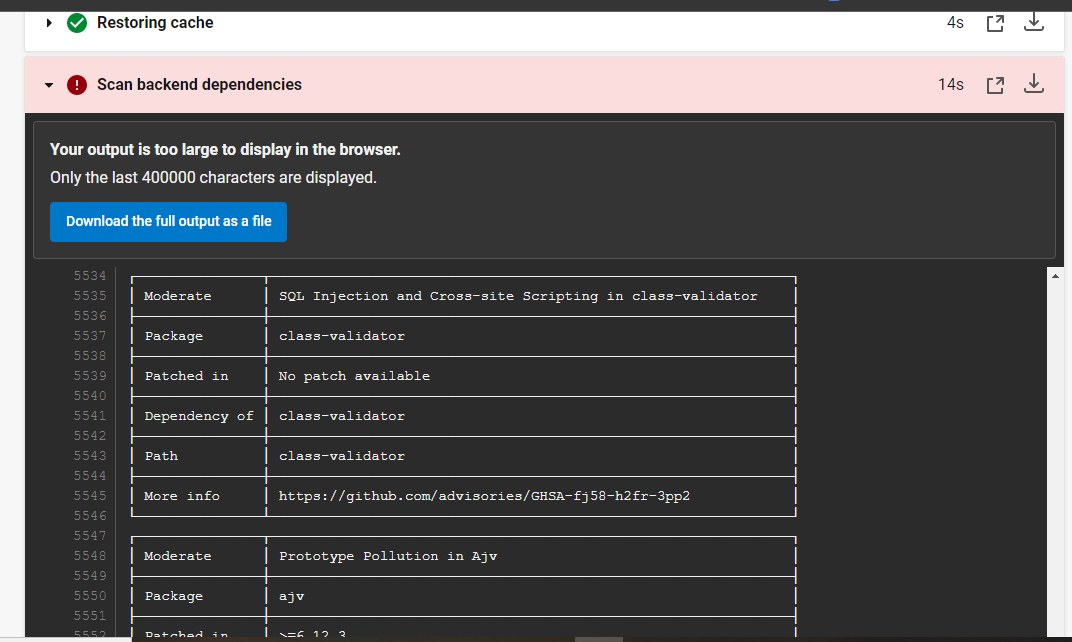 Restoring cache 4s
Scan backend dependencies 14s
Your output is too large to display in the browser.
Only the last 400000 characters are displayed.
Download the full output as a file
5534
5535 Moderate SQL Injection and Cross-site Scripting in class-validator
5536
5537 Package class-validator
5538
5539 Patched in No patch available
5540
5541 Dependency of class-validator
5542
5543 Path class-validator
5544
5545 More info https://github.com/advisories/GHSA-fj58-h2fr-3pp2
5546
5547
5548 Moderate Prototype Pollution in Ajv
5549
5550 Package ajv
5551
5552 Patched in >=6.12.3